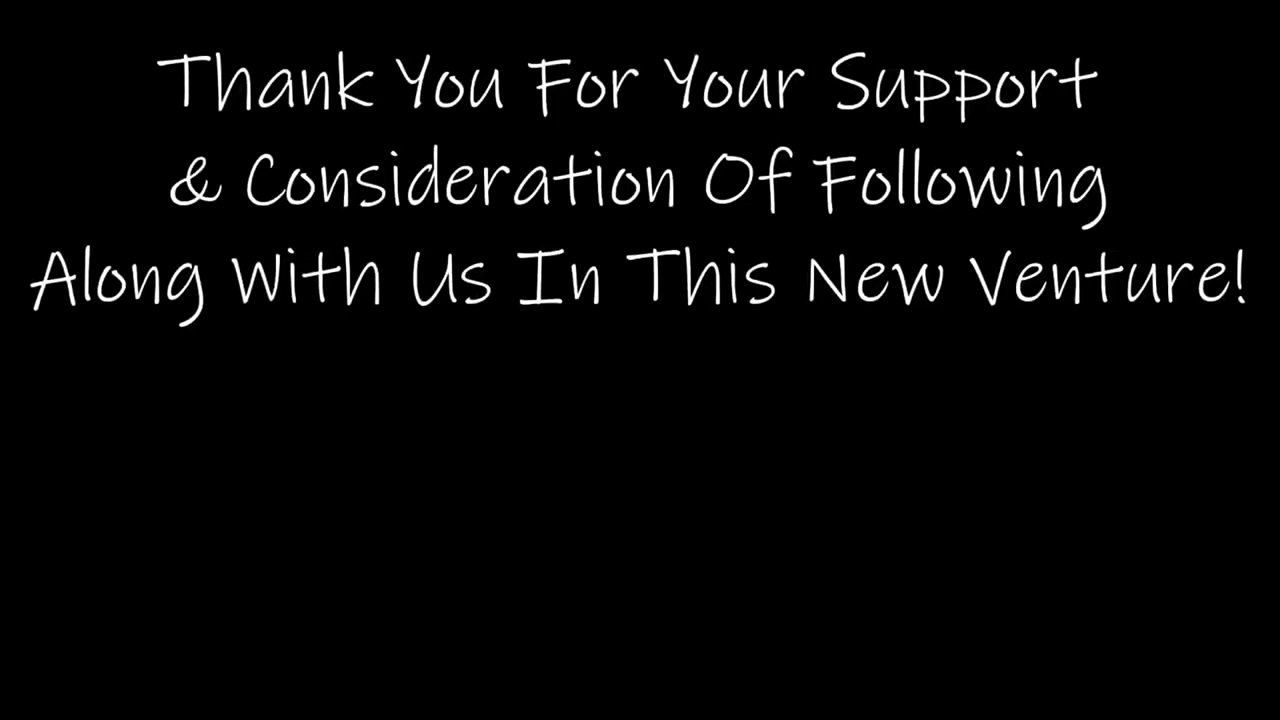 Thank You For Your Support
& Consideration Of Following
Along With Us In This New Venture!